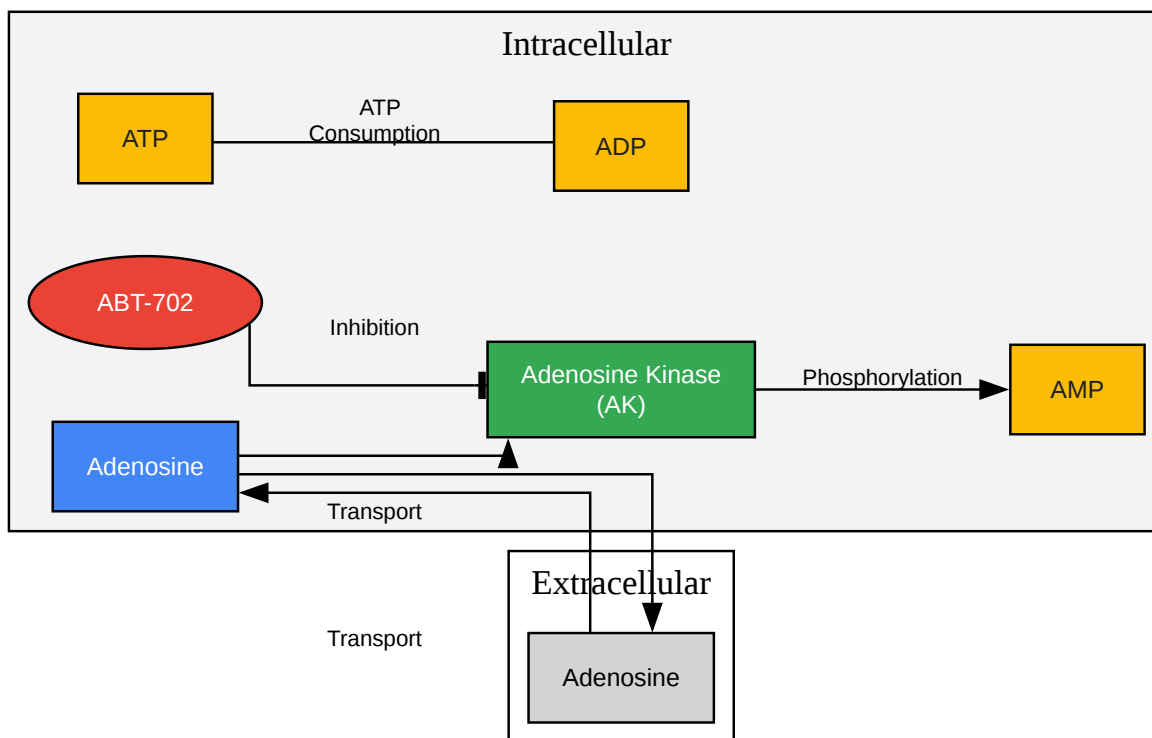 Intracellular
ATP
ATP
Consumption
ADP
ABT-702
Inhibition
Adenosine Kinase
(AK)
Phosphorylation
AMP
Adenosine
Transport
Extracellular
Transport
Adenosine